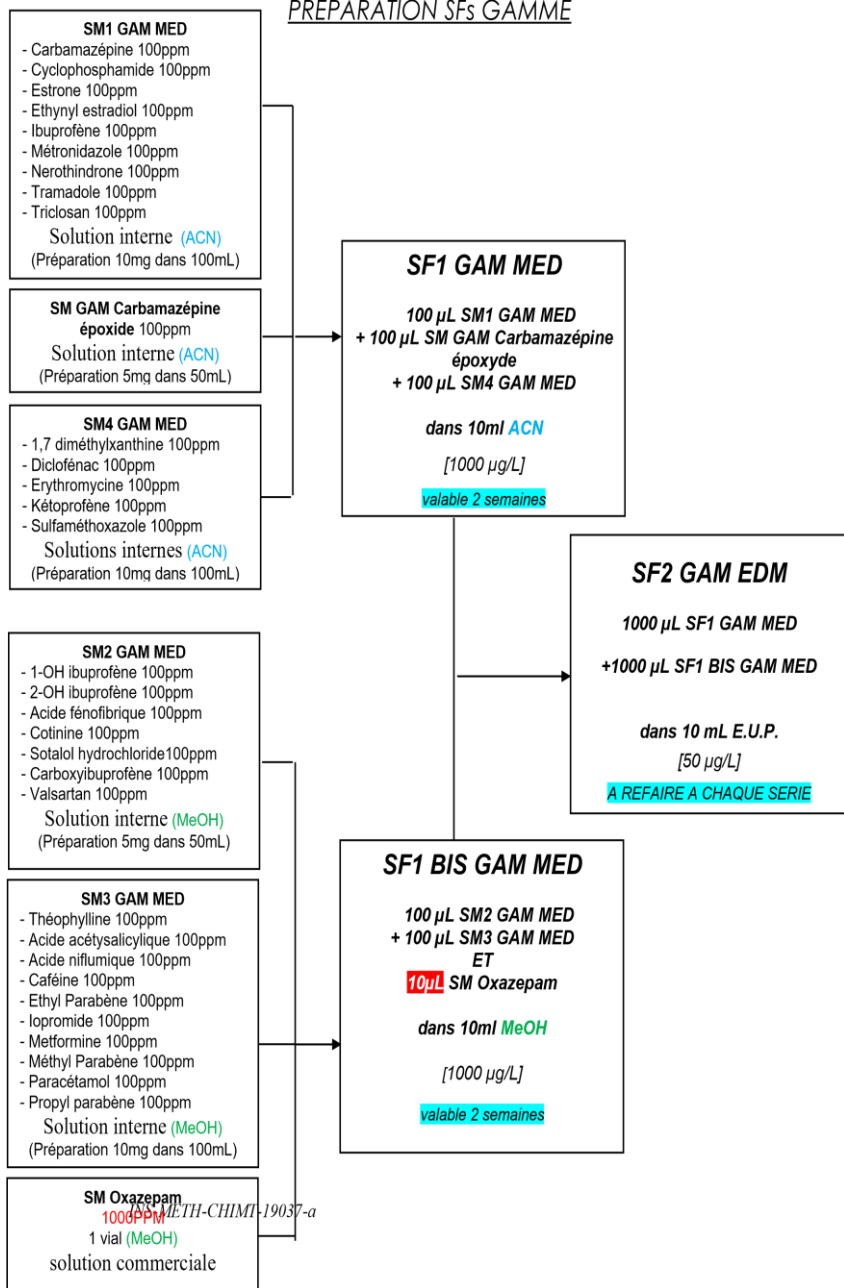 PREPARATION SFs GAMME
SM1 GAM MED
- Carbamazépine 100ppm
- Cyclophosphamide 100ppm
- Estrone 100ppm
- Ethynyl estradiol 100ppm
- Ibuprofène 100ppm
- Métronidazole 100ppm
- Nerothindrone 100ppm
- Tramadole 100ppm
- Triclosan 100ppm
Solution interne (ACN)
(Préparation 10mg dans 100mL)
SM GAM Carbamazépine
époxide 100ppm
Solution interne (ACN)
(Préparation 5mg dans 50mL)
SM4 GAM MED
- 1,7 diméthylxanthine 100ppm
- Diclofénac 100ppm
- Erythromycine 100ppm
- Kétoprofène 100ppm
- Sulfaméthoxazole 100ppm
Solutions internes (ACN)
(Préparation 10mg dans 100mL)
SF1 GAM MED
100 µL SM1 GAM MED
+ 100 µL SM GAM Carbamazépine
époxyde
+ 100 µL SM4 GAM MED
dans 10ml ACN
[1000 µg/L]
valable 2 semaines
SM2 GAM MED
- 1-OH ibuprofène 100ppm
- 2-OH ibuprofène 100ppm
- Acide fénofibrique 100ppm
- Cotinine 100ppm
- Sotalol hydrochloride100ppm
- Carboxyibuprofène 100ppm
- Valsartan 100ppm
Solution interne (MeOH)
(Préparation 5mg dans 50mL)
SM3 GAM MED
- Théophylline 100ppm
- Acide acétysalicylique 100ppm
- Acide niflumique 100ppm
- Caféine 100ppm
- Ethyl Parabène 100ppm
- Iopromide 100ppm
- Metformine 100ppm
- Méthyl Parabène 100ppm
- Paracétamol 100ppm
- Propyl parabène 100ppm
Solution interne (MeOH)
(Préparation 10mg dans 100mL)
SM Oxazepam
1000PPM
1 vial (MeOH)
solution commerciale
SF1 BIS GAM MED
100 µL SM2 GAM MED
+ 100 µL SM3 GAM MED
ET
10µL SM Oxazepam
dans 10ml MeOH
[1000 µg/L]
valable 2 semaines
SF2 GAM EDM
1000 µL SF1 GAM MED
+1000 µL SF1 BIS GAM MED
dans 10 mL E.U.P.
[50 µg/L]
A REFAIRE A CHAQUE SERIE
INS-METH-CHIMT-19037-a